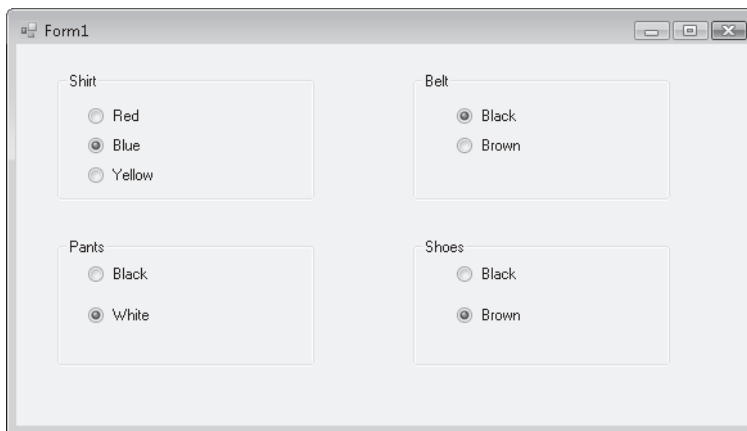 Form1
Shirt
Red
Blue
Yellow
Belt
Black
Brown
Pants
Black
White
Shoes
Black
Brown